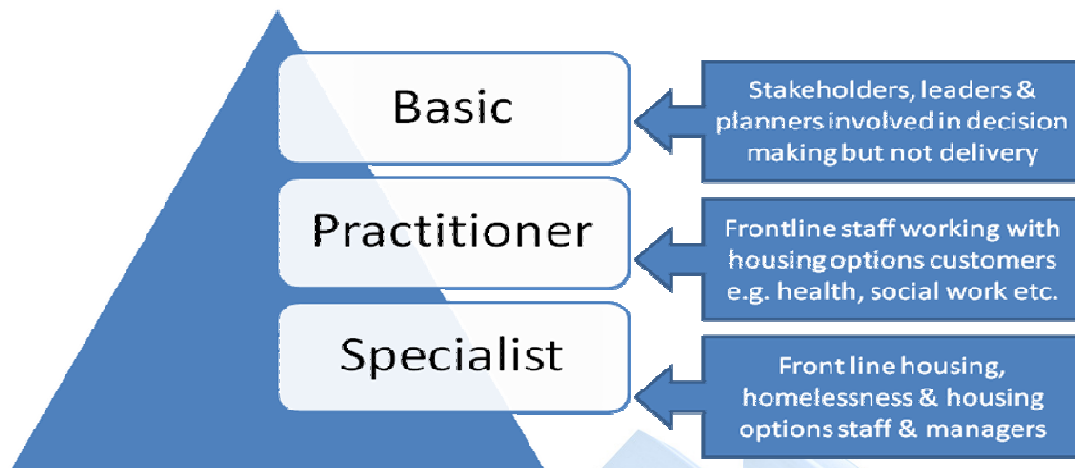 Basic
Stakeholders, leaders &
planners involved in decision
making but not delivery
Practitioner
Frontline staff working with
housing options customers
e.g. health, social work etc.
Specialist
Front line housing,
homelessness & housing
options staff & managers